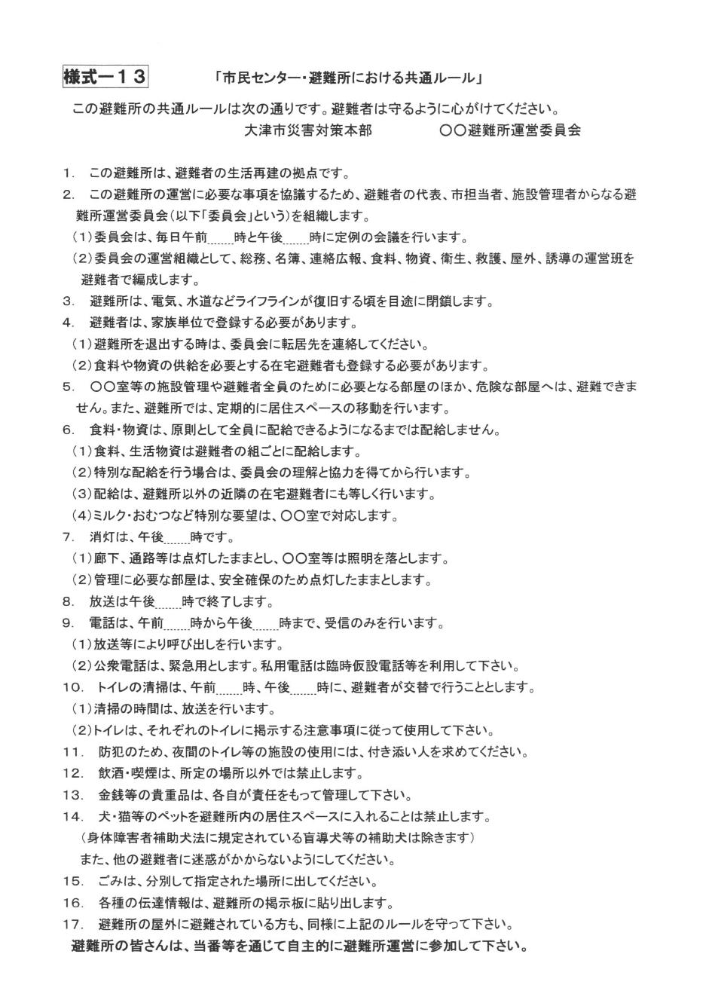 様式－１３
「市民センター・避難所における共通ルール」
この避難所の共通ルールは次の通りです。避難者は守るように心がけてください。
大津市災害対策本部　　　　　〇〇避難所運営委員会
１．　この避難所は、避難者の生活再建の拠点です。
２．　この避難所の運営に必要な事項を協議するため、避難者の代表、市担当者、施設管理者からなる避
難所運営委員会（以下「委員会」という）を組織します。
（１）委員会は、毎日午前......時と午後......時に定例の会議を行います。
（２）委員会の運営組織として、総務、名簿、連絡広報、食料、物資、衛生、救護、屋外、誘導の運営班を
避難者で編成します。
３．　避難所は、電気、水道などライフラインが復旧する頃を目途に閉鎖します。
４．　避難者は、家族単位で登録する必要があります。
（１）避難所を退出する時は、委員会に転居先を連絡してください。
（２）食料や物資の供給を必要とする在宅避難者も登録する必要があります。
５．　〇〇室等の施設管理や避難者全員のために必要となる部屋のほか、危険な部屋へは、避難できま
せん。また、避難所では、定期的に居住スペースの移動を行います。
６．　食料・物資は、原則として全員に配給できるようになるまでは配給しません。
（１）食料、生活物資は避難者の組ごとに配給します。
（２）特別な配給を行う場合は、委員会の理解と協力を得てから行います。
（３）配給は、避難所以外の近隣の在宅避難者にも等しく行います。
（４）ミルク・おむつなど特別な要望は、〇〇室で対応します。
７．　消灯は、午後......時です。
（１）廊下、通路等は点灯したままとし、〇〇室等は照明を落とします。
（２）管理に必要な部屋は、安全確保のため点灯したままとします。
８．　放送は午後......時で終了します。
９．　電話は、午前......時から午後......時まで、受信のみを行います。
（１）放送等により呼び出しを行います。
（２）公衆電話は、緊急用とします。私用電話は臨時仮設電話等を利用して下さい。
１０．　トイレの清掃は、午前......時、午後......時に、避難者が交替で行うこととします。
（１）清掃の時間は、放送を行います。
（２）トイレは、それぞれのトイレに掲示する注意事項に従って使用して下さい。
１１．　防犯のため、夜間のトイレ等の施設の使用には、付き添い人を求めてください。
１２．　飲酒・喫煙は、所定の場所以外では禁止します。
１３．　金銭等の貴重品は、各自が責任をもって管理して下さい。
１４．　犬・猫等のペットを避難所内の居住スペースに入れることは禁止します。
（身体障害者補助犬法に規定されている盲導犬等の補助犬は除きます）
また、他の避難者に迷惑がかからないようにしてください。
１５．　ごみは、分別して指定された場所に出してください。
１６．　各種の伝達情報は、避難所の掲示板に貼り出します。
１７．　避難所の屋外に避難されている方も、同様に上記のルールを守って下さい。
避難所の皆さんは、当番等を通じて自主的に避難所運営に参加して下さい。